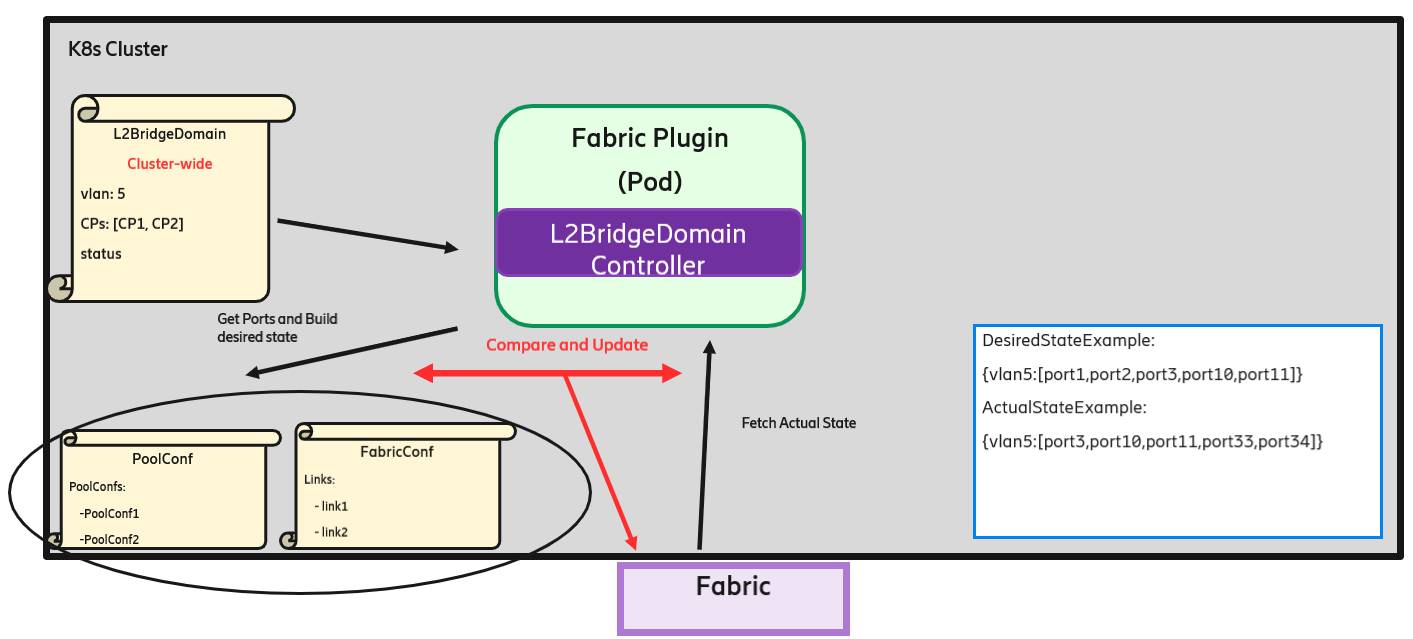 K8s Cluster
L2BridgeDomain
Cluster-wide
vlan: 5
CPs: [CP1, CP2]
status
Fabric Plugin
(Pod)
L2BridgeDomain
Controller
Get Ports and Build
desired state
Compare and Update
Fetch Actual State
DesiredStateExample:
{vlan5:[port1,port2,port3,port10,port11]}
ActualStateExample:
{vlan5:[port3,port10,port11,port33,port34]}
PoolConf
PoolConfs:
-PoolConf1
-PoolConf2
FabricConf
Links:
- link1
- link2
Fabric